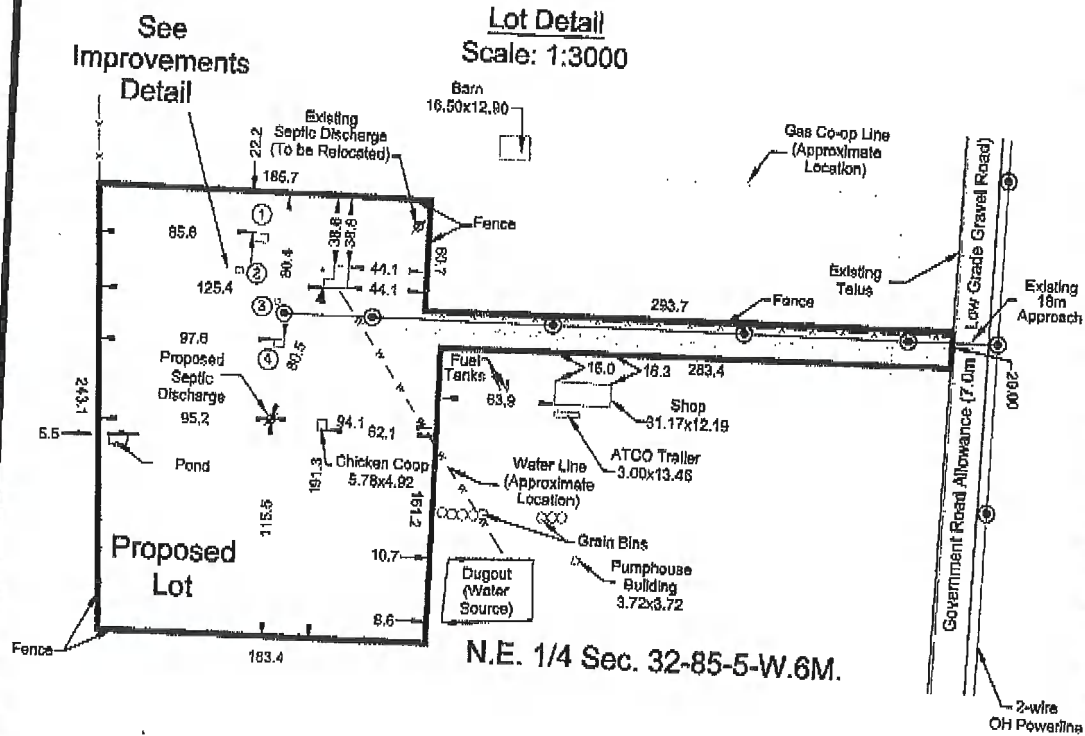 Lot Detail
Scale: 1:3000
See
Improvements
Detail
Barn
16.50x12.90
Existing
Septic Discharge
(To be Relocated)
Gas Co-op Line
(Approximate
Location)
22.2
186.7
Fence
1
85.8
38.8
38.8
80.4
2
125.4
44.1
44.1
3
97.8
4
80.5
293.7
Fence
Existing
Telus
Low Grade Gravel Road)
Existing
18m
Approach
Proposed
Septic
Discharge
95.2
243.1
5.5
Pond
94.1
62.1
191.3
Chicken Coop
5.78x4.92
115.5
Fuel
Tanks
63.9
16.0
16.3
283.4
Shop
31.17x12.19
ATCO Trailer
3.00x13.46
20.00
Water Line
(Approximate
Location)
151.2
Grain Bins
Proposed
Lot
10.7
Dugout
(Water
Source)
Pumphouse
Building
3.72x3.72
Government Road Allowance (7.0m
9.6
Fence
183.4
N.E. 1/4 Sec. 32-85-5-W.6M.
2-wire
OH Powerline